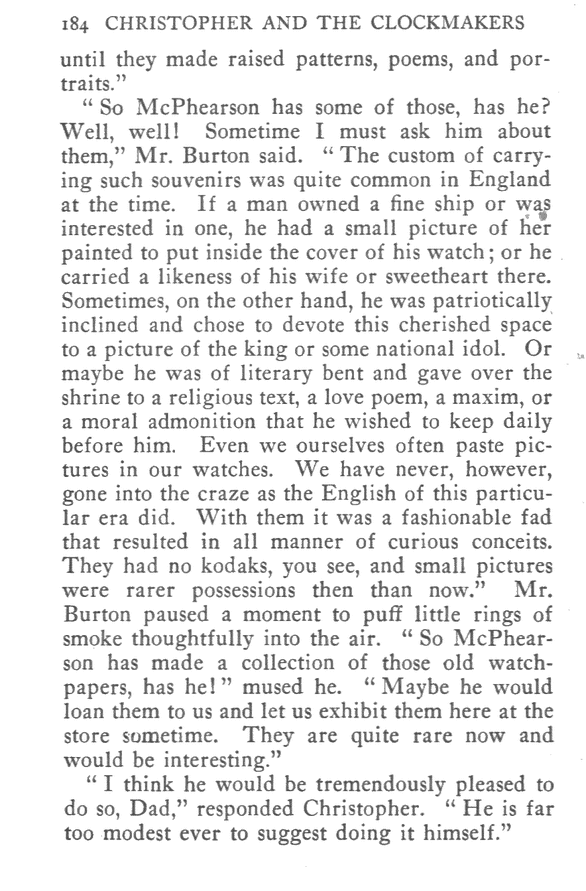 184 CHRISTOPHER AND THE CLOCKMAKERS
until they made raised patterns, poems, and por-
traits.”
“ So McPhearson has some of those, has he?
Well, well! Sometime I must ask him about
them,” Mr. Burton said. “ The custom of carry-
ing such souvenirs was quite common in England
at the time. If a man owned a fine ship or was
interested in one, he had a small picture of her
painted to put inside the cover of his watch; or he
carried a likeness of his wife or sweetheart there.
Sometimes, on the other hand, he was patriotically
inclined and chose to devote this cherished space
to a picture of the king or some national idol. Or
maybe he was of literary bent and gave over the
shrine to a religious text, a love poem, a maxim, or
a moral admonition that he wished to keep daily
before him. Even we ourselves often paste pic-
tures in our watches. We have never, however,
gone into the craze as the English of this particu-
lar era did. With them it was a fashionable fad
that resulted in all manner of curious conceits.
They had no kodaks, you see, and small pictures
were rarer possessions then than now.” Mr.
Burton paused a moment to puff little rings of
smoke thoughtfully into the air. “ So McPhear-
son has made a collection of those old watch-
papers, has he! ” mused he. “ Maybe he would
loan them to us and let us exhibit them here at the
store sometime. They are quite rare now and
would be interesting.”
“ I think he would be tremendously pleased to
do so, Dad,” responded Christopher. “ He is far
too modest ever to suggest doing it himself.”